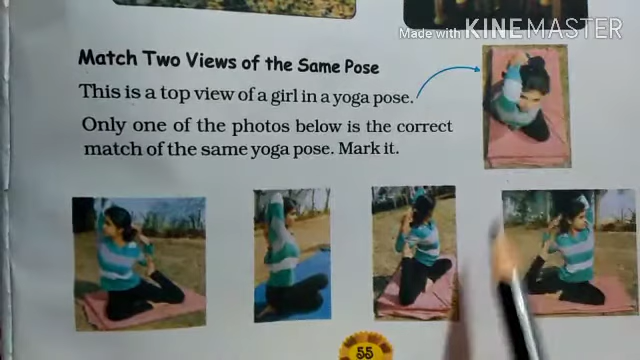 Made with KINEMASTER
Match Two Views of the Same Pose
This is a top view of a girl in a yoga pose.
Only one of the photos below is the correct
match of the same yoga pose. Mark it.
55